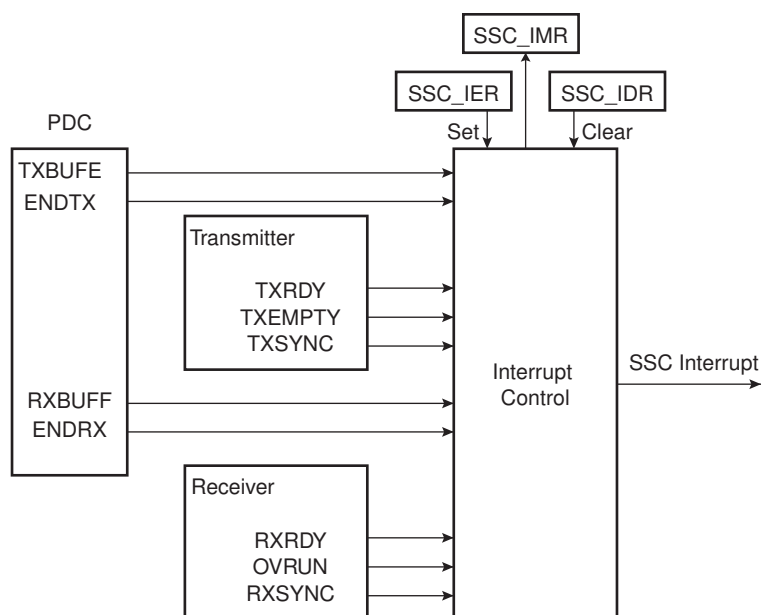 SSC_IMR
SSC_IER
SSC_IDR
PDC
Set
Clear
TXBUFE
ENDTX
Transmitter
TXRDY
TXEMPTY
TXSYNC
SSC Interrupt
Interrupt
Control
RXBUFF
ENDRX
Receiver
RXRDY
OVRUN
RXSYNC